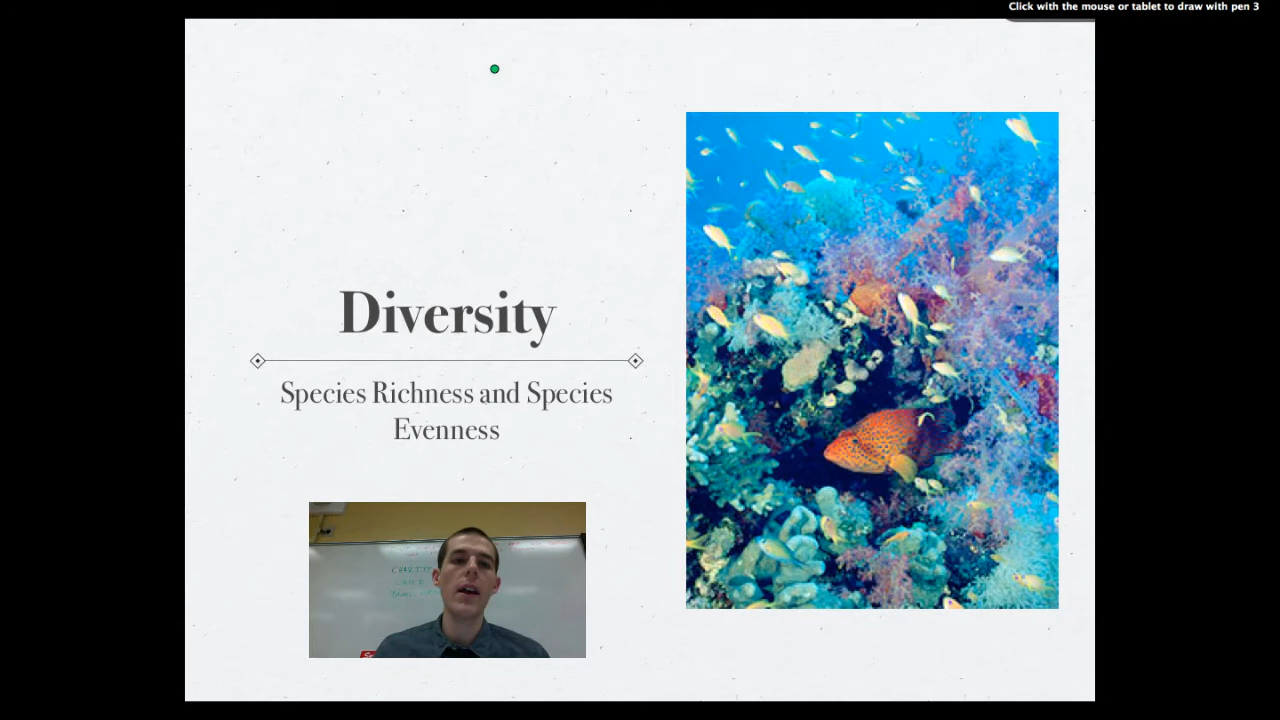 Click with the mouse or tablet to draw with pen 3
Diversity
Species Richness and Species
Evenness